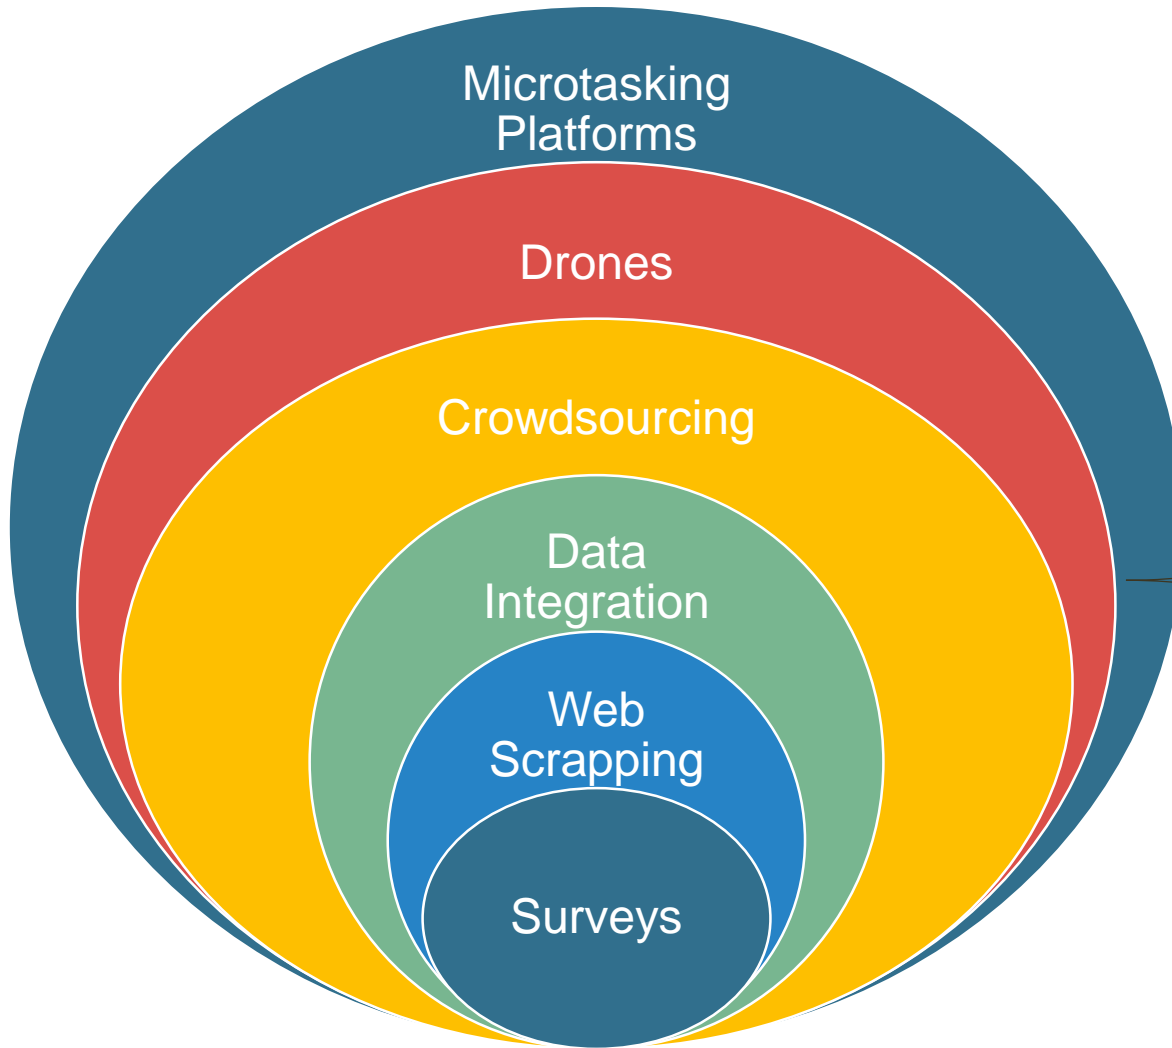 Microtasking
Platforms
Drones
Crowdsourcing
Data
Integration
Web
Scrapping
Surveys